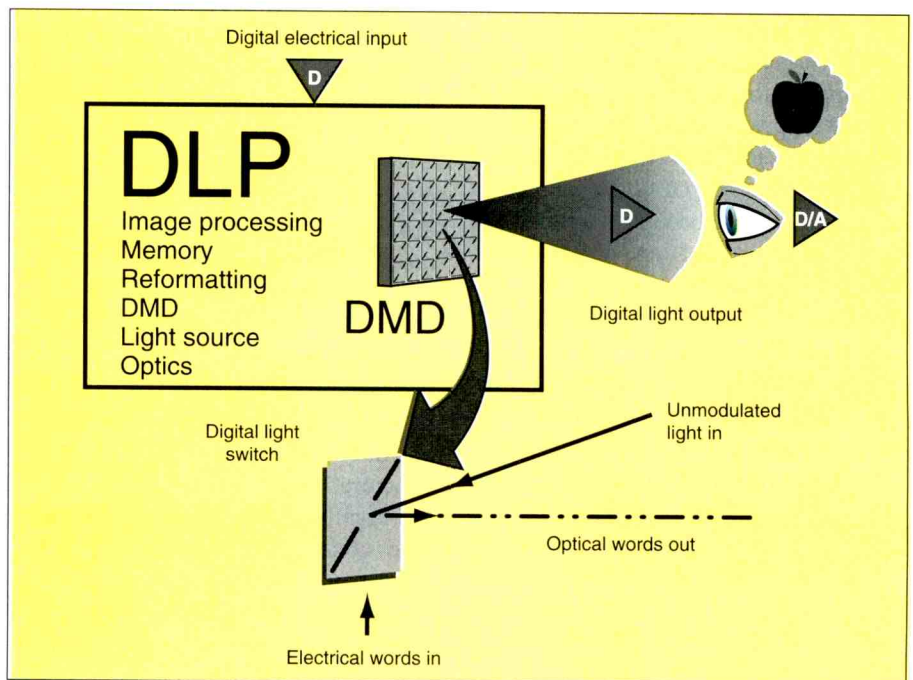 Digital electrical input
D
DLP
Image processing
Memory
Reformatting
DMD
Light source
Optics
DMD
D
D/A
Digital light output
Digital light
switch
Unmodulated
light in
Optical words out
Electrical words in